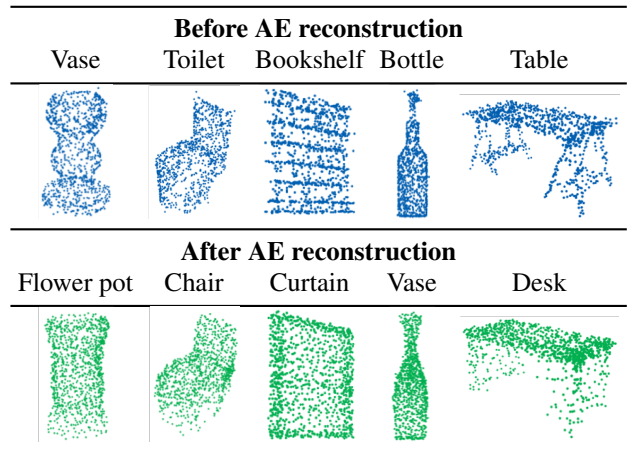 Before AE reconstruction
Vase Toilet Bookshelf Bottle Table
After AE reconstruction
Flower pot Chair Curtain Vase Desk